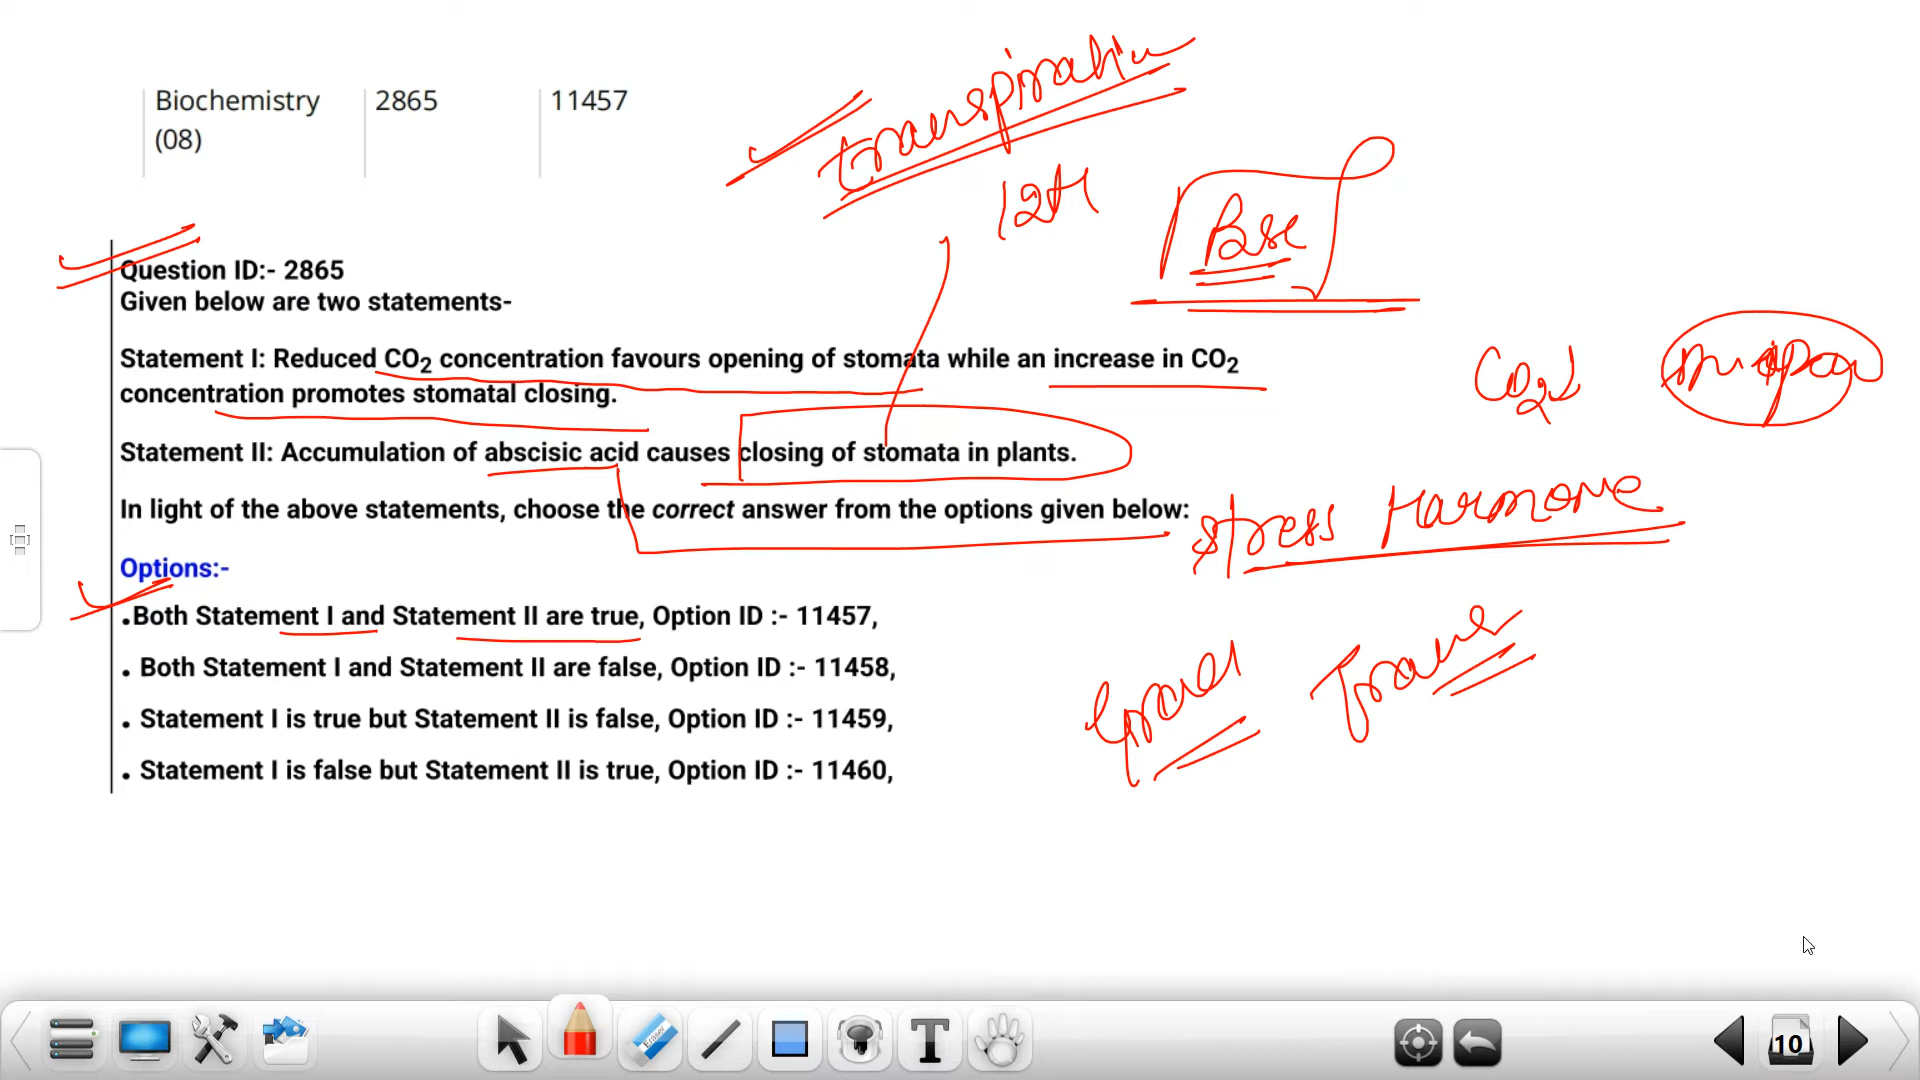 Biochemistry 2865 11457
(08)
transpiration
12th
Base
Question ID:- 2865
Given below are two statements-
Statement I: Reduced CO2 concentration favours opening of stomata while an increase in CO2
concentration promotes stomatal closing.
CO2↓
Statement II: Accumulation of abscisic acid causes closing of stomata in plants.
In light of the above statements, choose the correct answer from the options given below:
stress Harmone
Options:-
.Both Statement I and Statement II are true, Option ID :- 11457,
. Both Statement I and Statement II are false, Option ID :- 11458,
. Statement I is true but Statement II is false, Option ID :- 11459,
. Statement I is false but Statement II is true, Option ID :- 11460,
Trans
Eraser
T
10